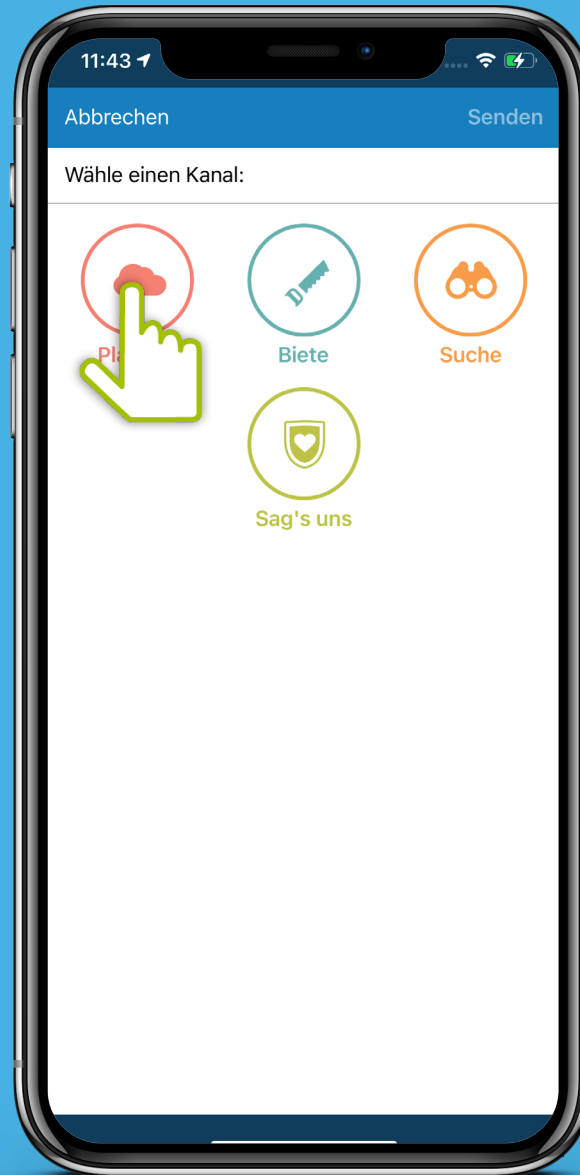 11:43
Abbrechen Senden
Wähle einen Kanal:
Biete Suche
Sag's uns